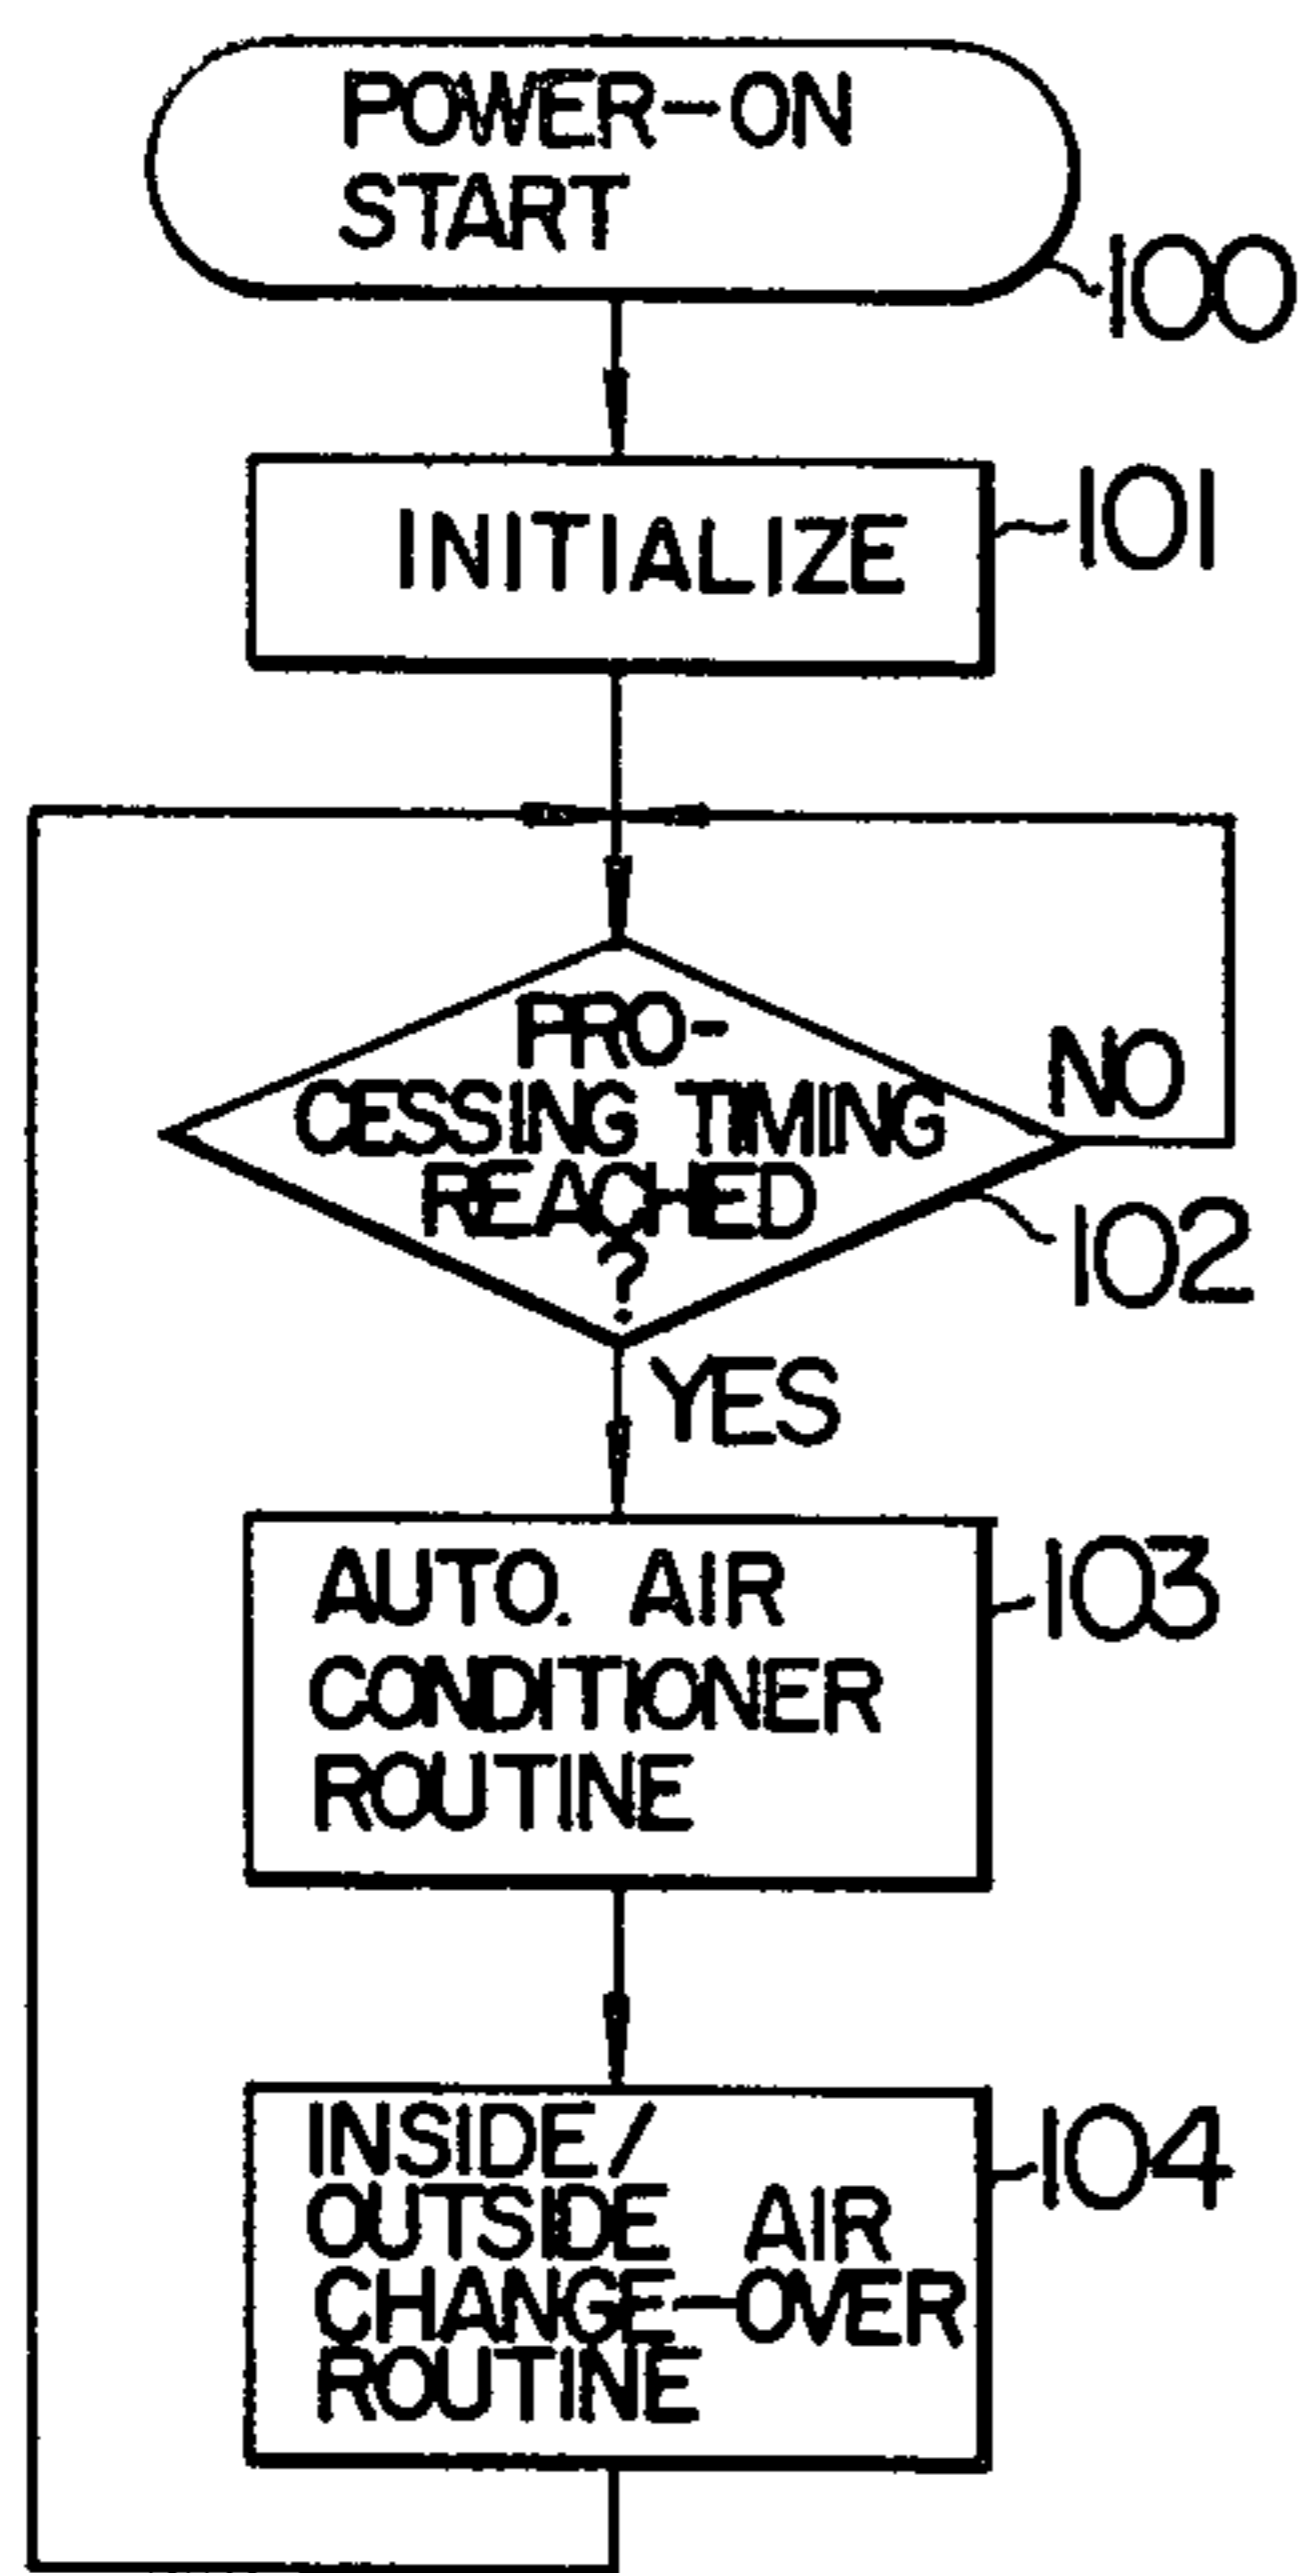 POWER-ON
START
100
INITIALIZE
101
PRO-
CESSING TIMING
REACHED
?
NO
102
YES
AUTO. AIR
CONDITIONER
ROUTINE
103
INSIDE/
OUTSIDE AIR
CHANGE-OVER
ROUTINE
104